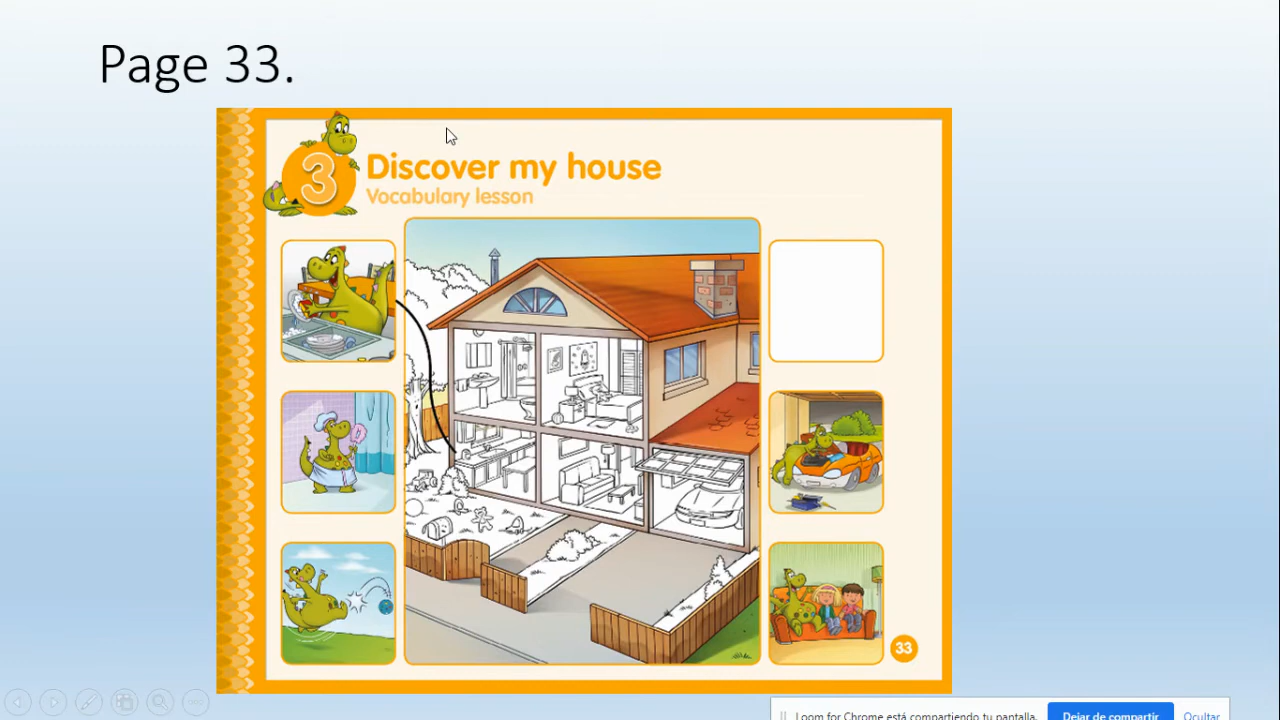 Page 33.
3
Discover my house
Vocabulary lesson
33
Loom for Chrome está compartiendo tu pantalla.
Dejar de compartir
Ocultar